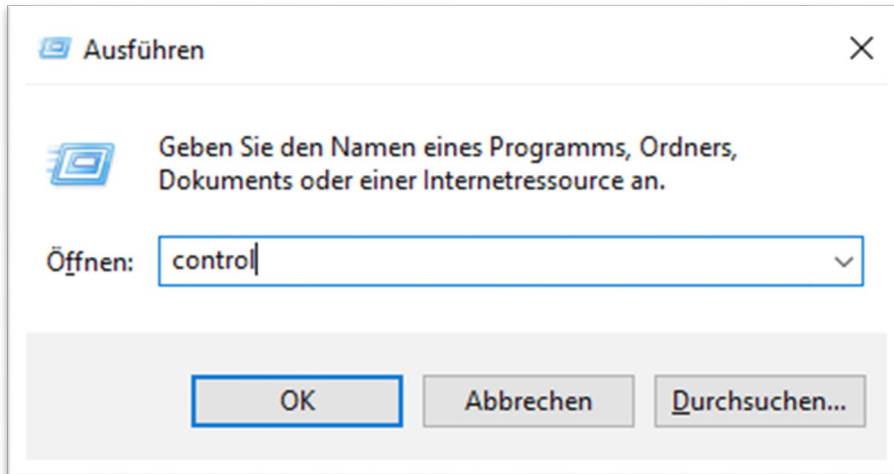 Ausführen
Geben Sie den Namen eines Programms, Ordners,
Dokuments oder einer Internetressource an.
Öffnen: control
OK Abbrechen Durchsuchen...